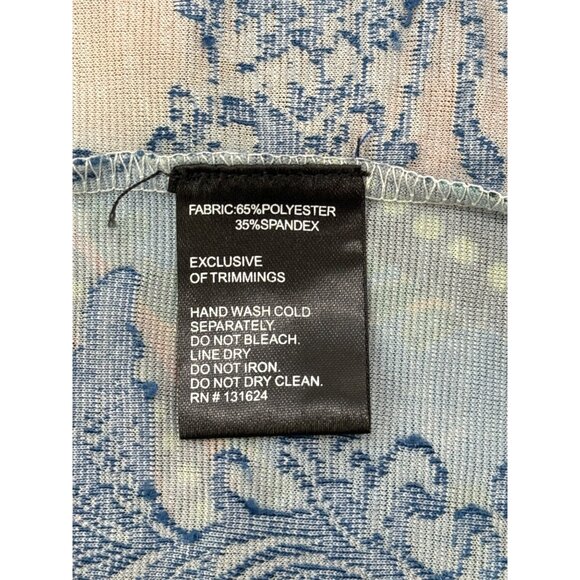 FABRIC:65%POLYESTER
35%SPANDEX
EXCLUSIVE
OF TRIMMINGS
HAND WASH COLD
SEPARATELY.
DO NOT BLEACH.
LINE DRY
DO NOT IRON.
DO NOT DRY CLEAN.
RN # 131624